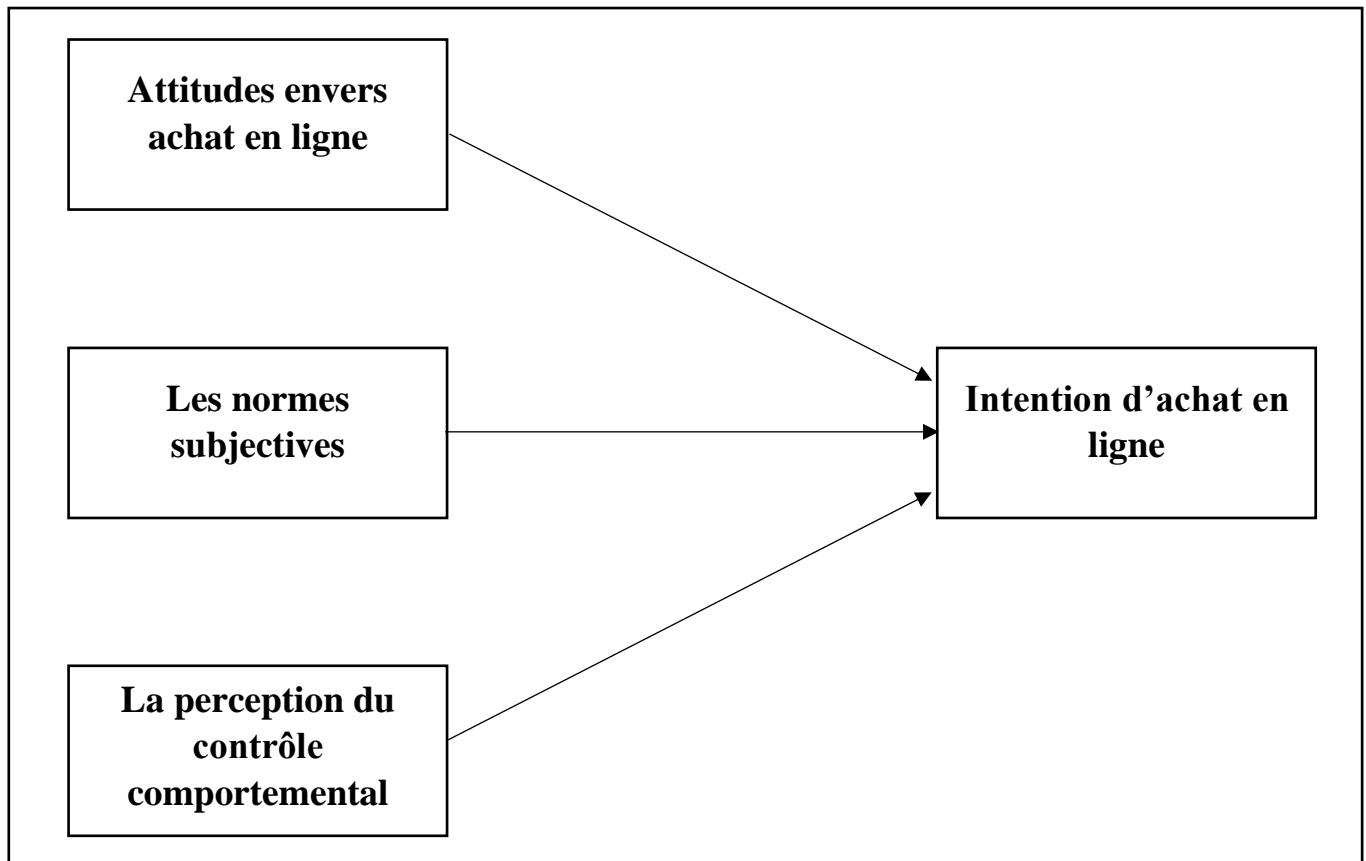 Attitudes envers
achat en ligne
Les normes
subjectives
Intention d’achat en
ligne
La perception du
contrôle
comportemental